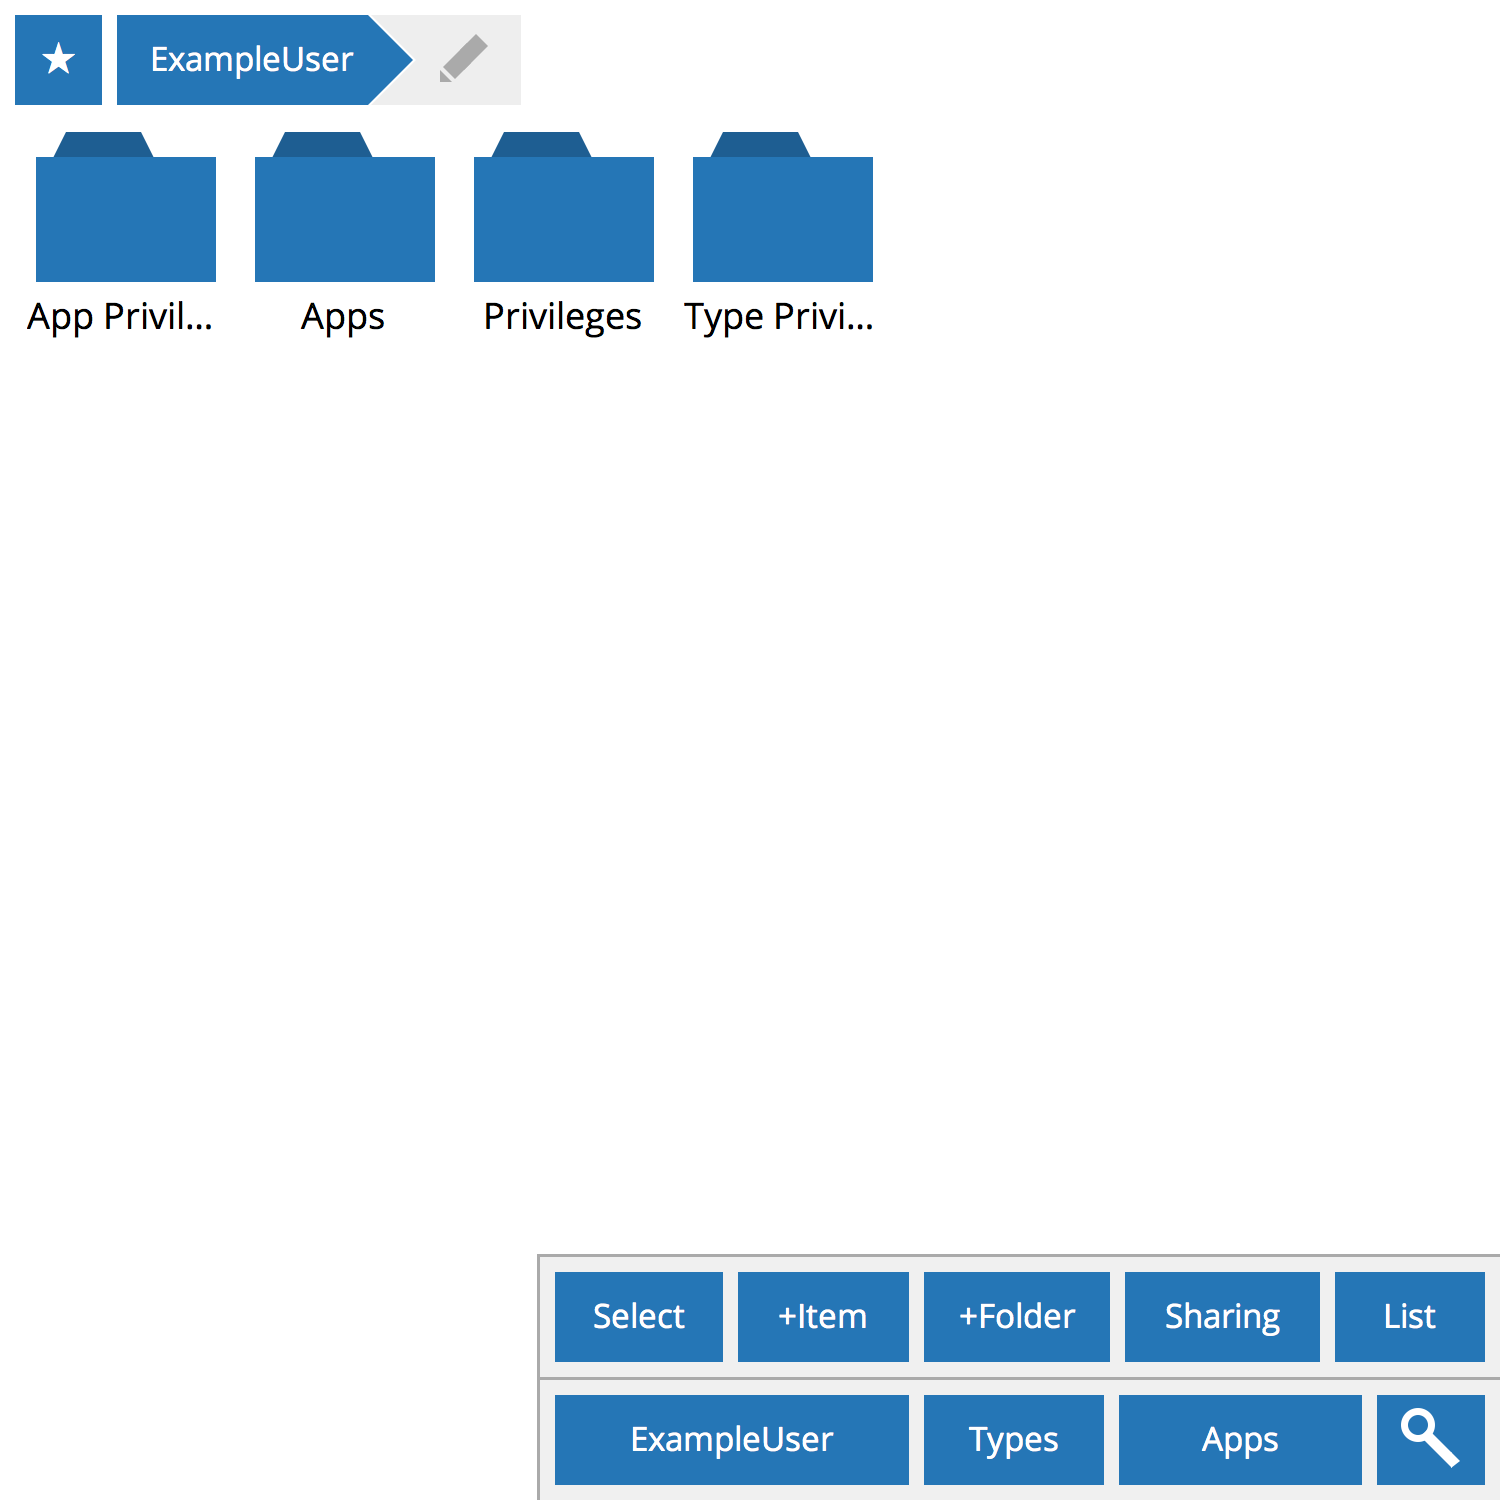 ★ ExampleUser
App Privil... Apps Privileges Type Privi...
Select +Item +Folder Sharing List
ExampleUser Types Apps